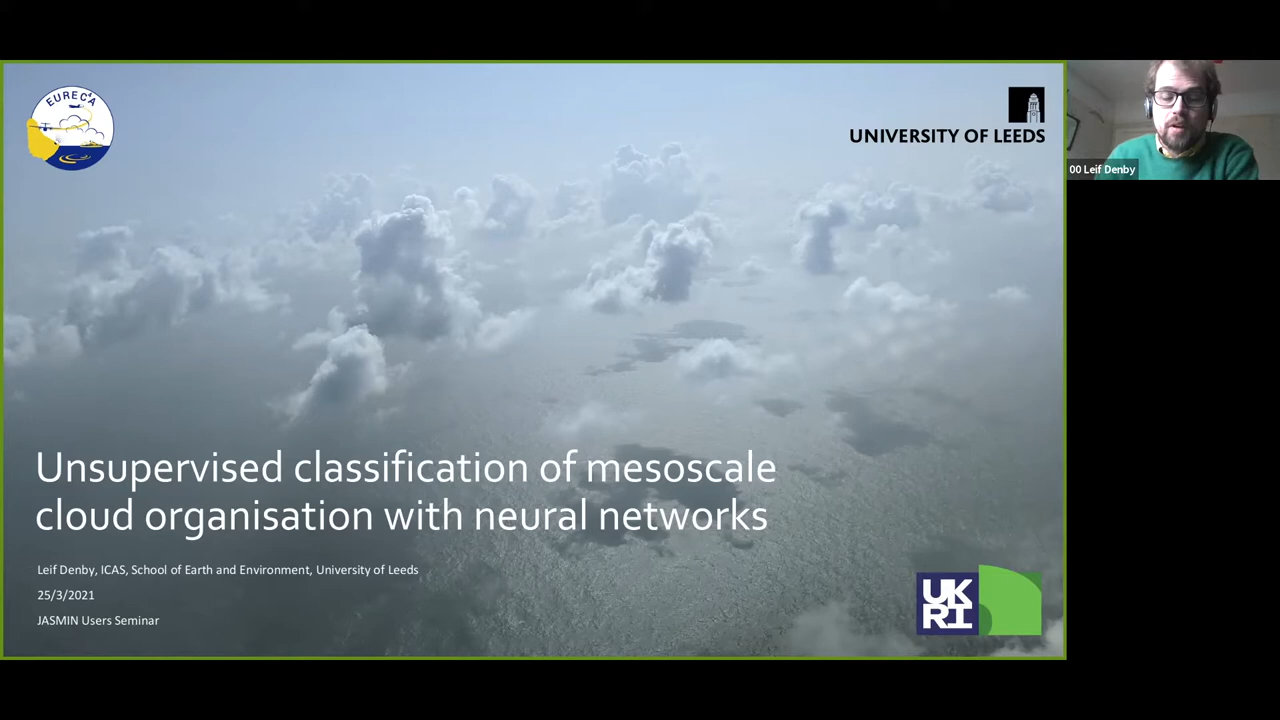 EUREC⁴A
UNIVERSITY OF LEEDS
00 Leif Denby
Unsupervised classification of mesoscale
cloud organisation with neural networks
Leif Denby, ICAS, School of Earth and Environment, University of Leeds
25/3/2021
JASMIN Users Seminar
UK
RI